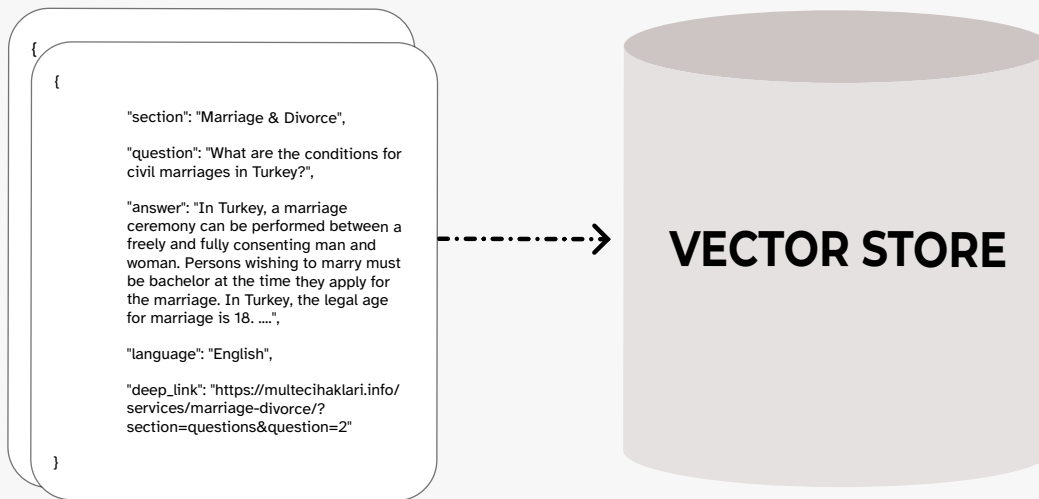 {
{
"section": "Marriage & Divorce",
"question": "What are the conditions for
civil marriages in Turkey?",
"answer": "In Turkey, a marriage
ceremony can be performed between a
freely and fully consenting man and
woman. Persons wishing to marry must
be bachelor at the time they apply for
the marriage. In Turkey, the legal age
for marriage is 18. ....",
"language": "English",
"deep_link": "https://multecihaklari.info/
services/marriage-divorce/?
section=questions&question=2"
}
VECTOR STORE